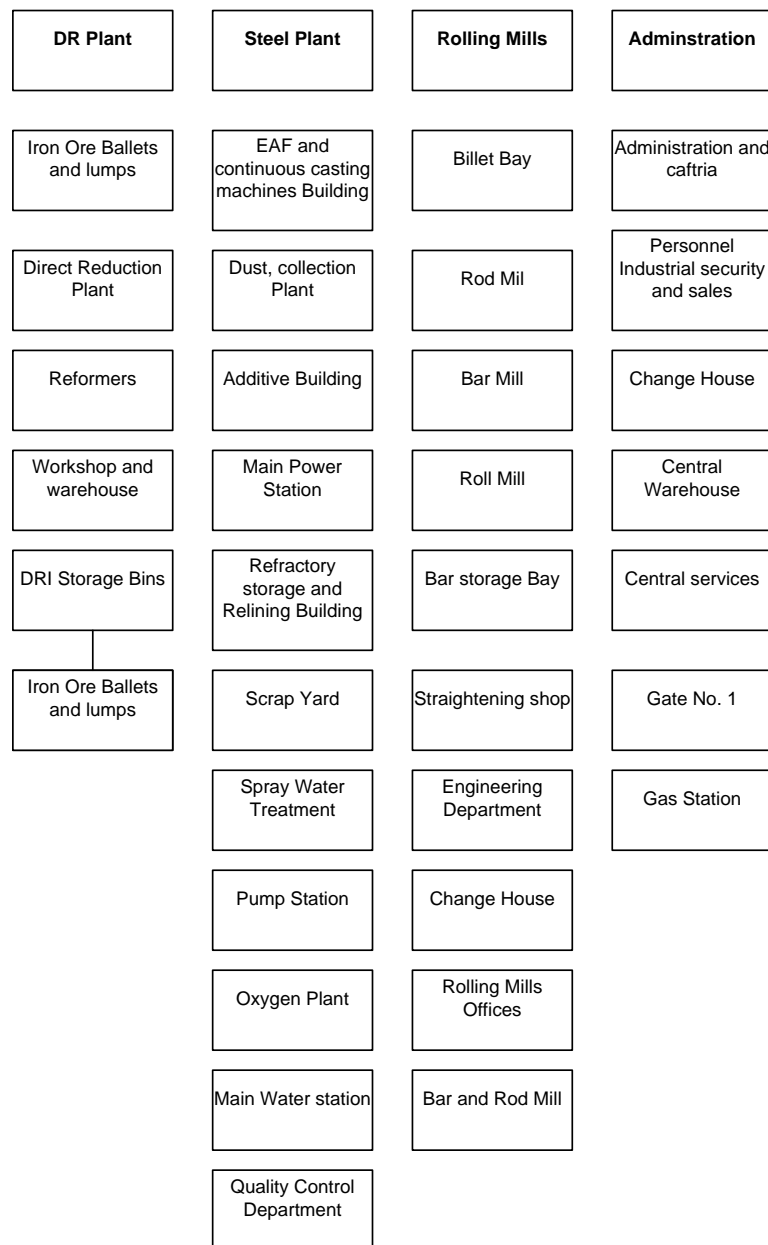 DR Plant
Steel Plant
Rolling Mills
Adminstration
Iron Ore Ballets
and lumps
EAF and
continuous casting
machines Building
Billet Bay
Administration and
caftria
Direct Reduction
Plant
Dust, collection
Plant
Rod Mil
Personnel
Industrial security
and sales
Reformers
Additive Building
Bar Mill
Change House
Workshop and
warehouse
Main Power
Station
Roll Mill
Central
Warehouse
DRI Storage Bins
Refractory
storage and
Relining Building
Bar storage Bay
Central services
Iron Ore Ballets
and lumps
Scrap Yard
Straightening shop
Gate No. 1
Spray Water
Treatment
Engineering
Department
Gas Station
Pump Station
Change House
Oxygen Plant
Rolling Mills
Offices
Main Water station
Bar and Rod Mill
Quality Control
Department